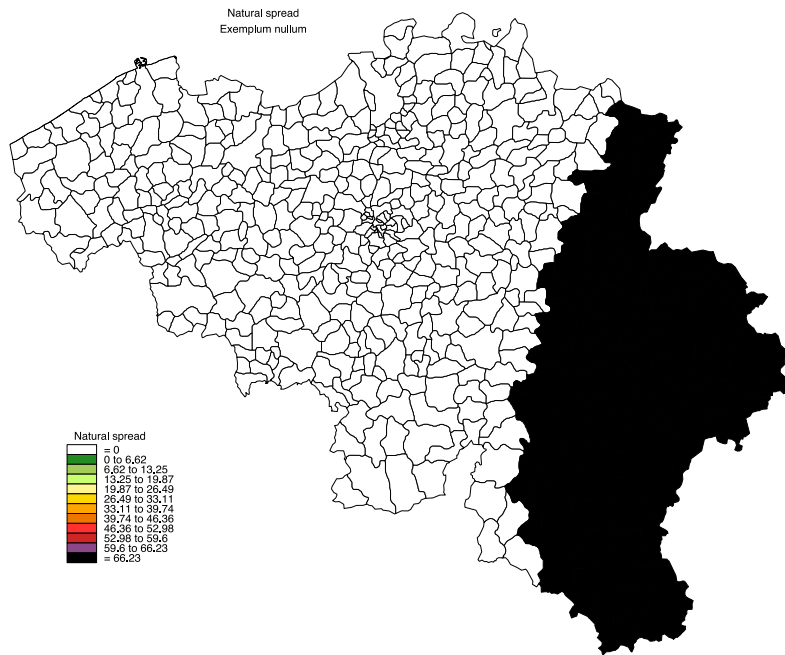 Natural spread
Exemplum nullum
Natural spread
= 0
0 to 6.62
6.62 to 13.25
13.25 to 19.87
19.87 to 26.49
26.49 to 33.11
33.11 to 39.74
39.74 to 46.36
46.36 to 52.98
52.98 to 59.6
59.6 to 66.23
= 66.23